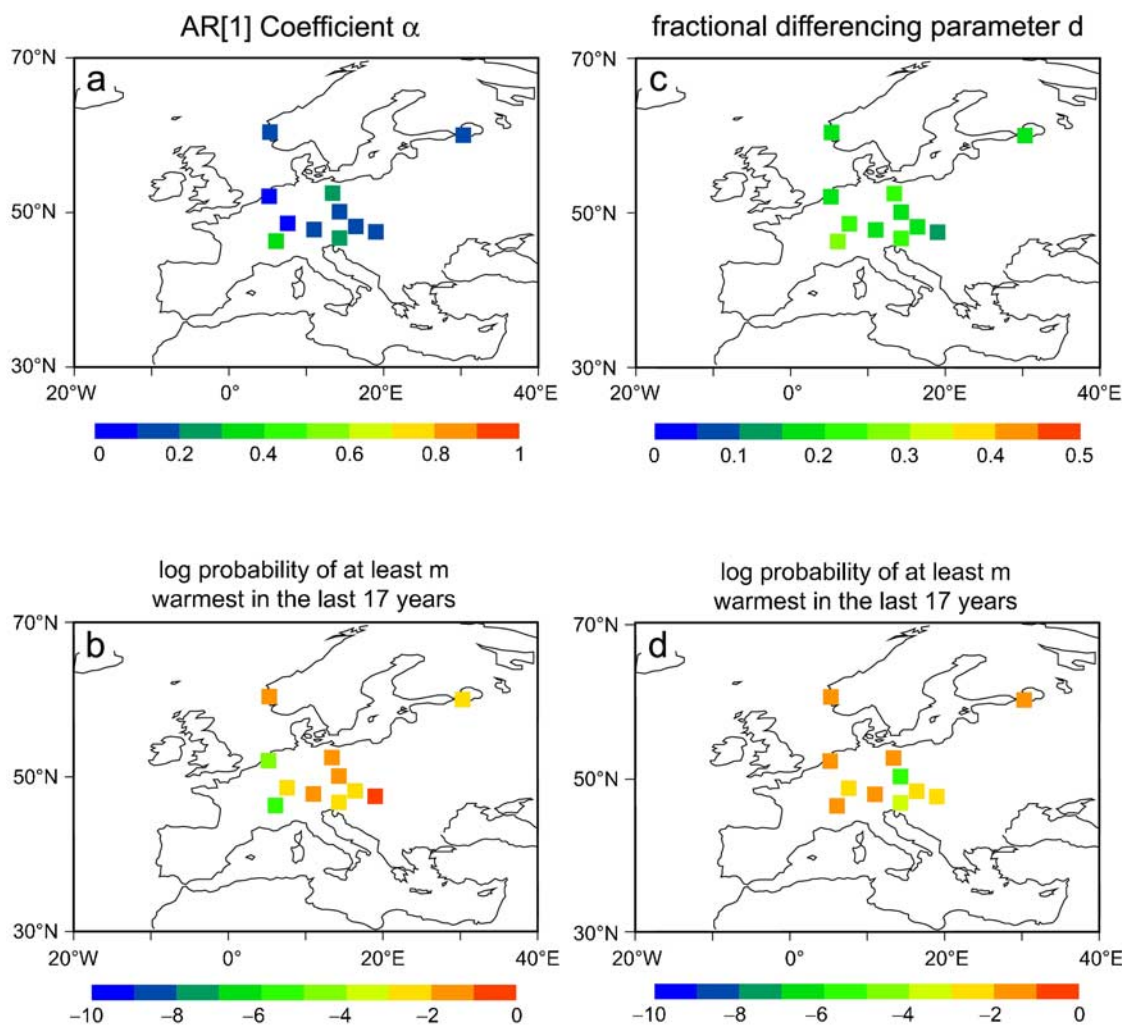 AR[1] Coefficient α
fractional differencing parameter d
70°N
a
50°N
30°N
20°W 0° 20°E 40°E
0 0.2 0.4 0.6 0.8 1
70°N
c
50°N
30°N
20°W 0° 20°E 40°E
0 0.1 0.2 0.3 0.4 0.5
log probability of at least m
warmest in the last 17 years
70°N
b
50°N
30°N
20°W 0° 20°E 40°E
−10 −8 −6 −4 −2 0
log probability of at least m
warmest in the last 17 years
70°N
d
50°N
30°N
20°W 0° 20°E 40°E
−10 −8 −6 −4 −2 0